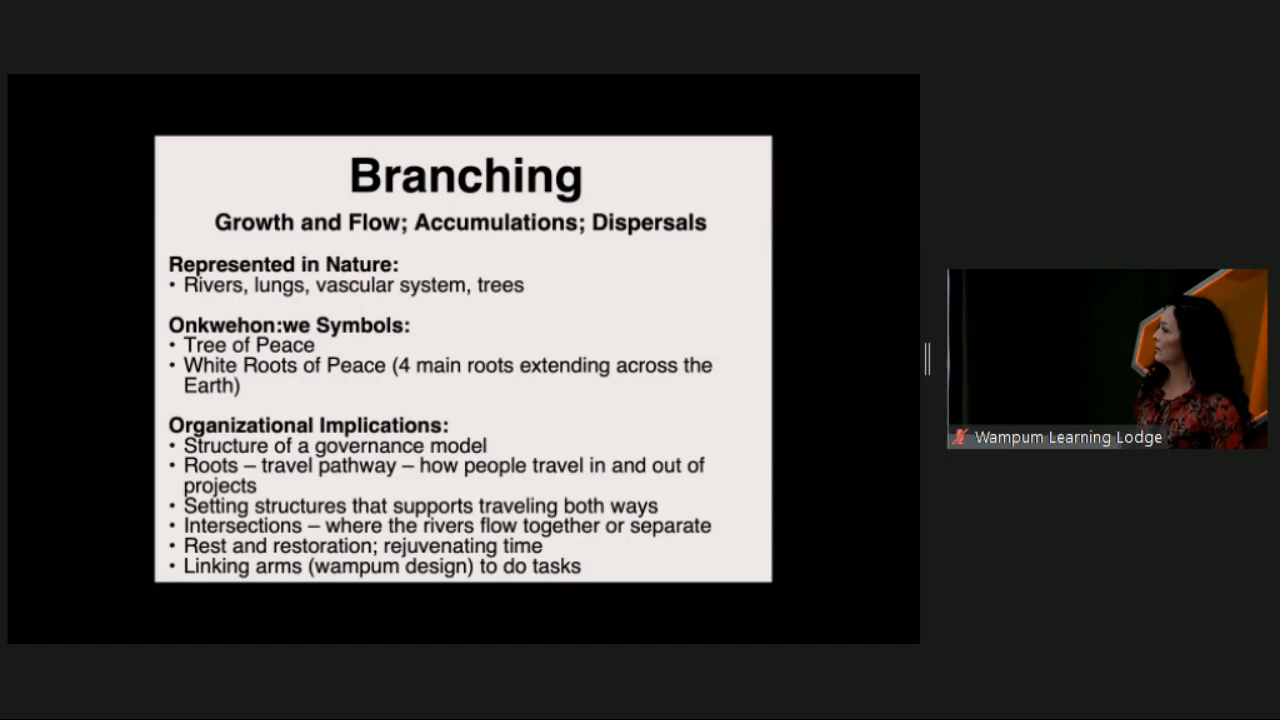 Branching
Growth and Flow; Accumulations; Dispersals
Represented in Nature:
• Rivers, lungs, vascular system, trees
Onkwehon:we Symbols:
• Tree of Peace
• White Roots of Peace (4 main roots extending across the
Earth)
Organizational Implications:
• Structure of a governance model
• Roots – travel pathway – how people travel in and out of
projects
• Setting structures that supports traveling both ways
• Intersections – where the rivers flow together or separate
• Rest and restoration; rejuvenating time
• Linking arms (wampum design) to do tasks
Wampum Learning Lodge